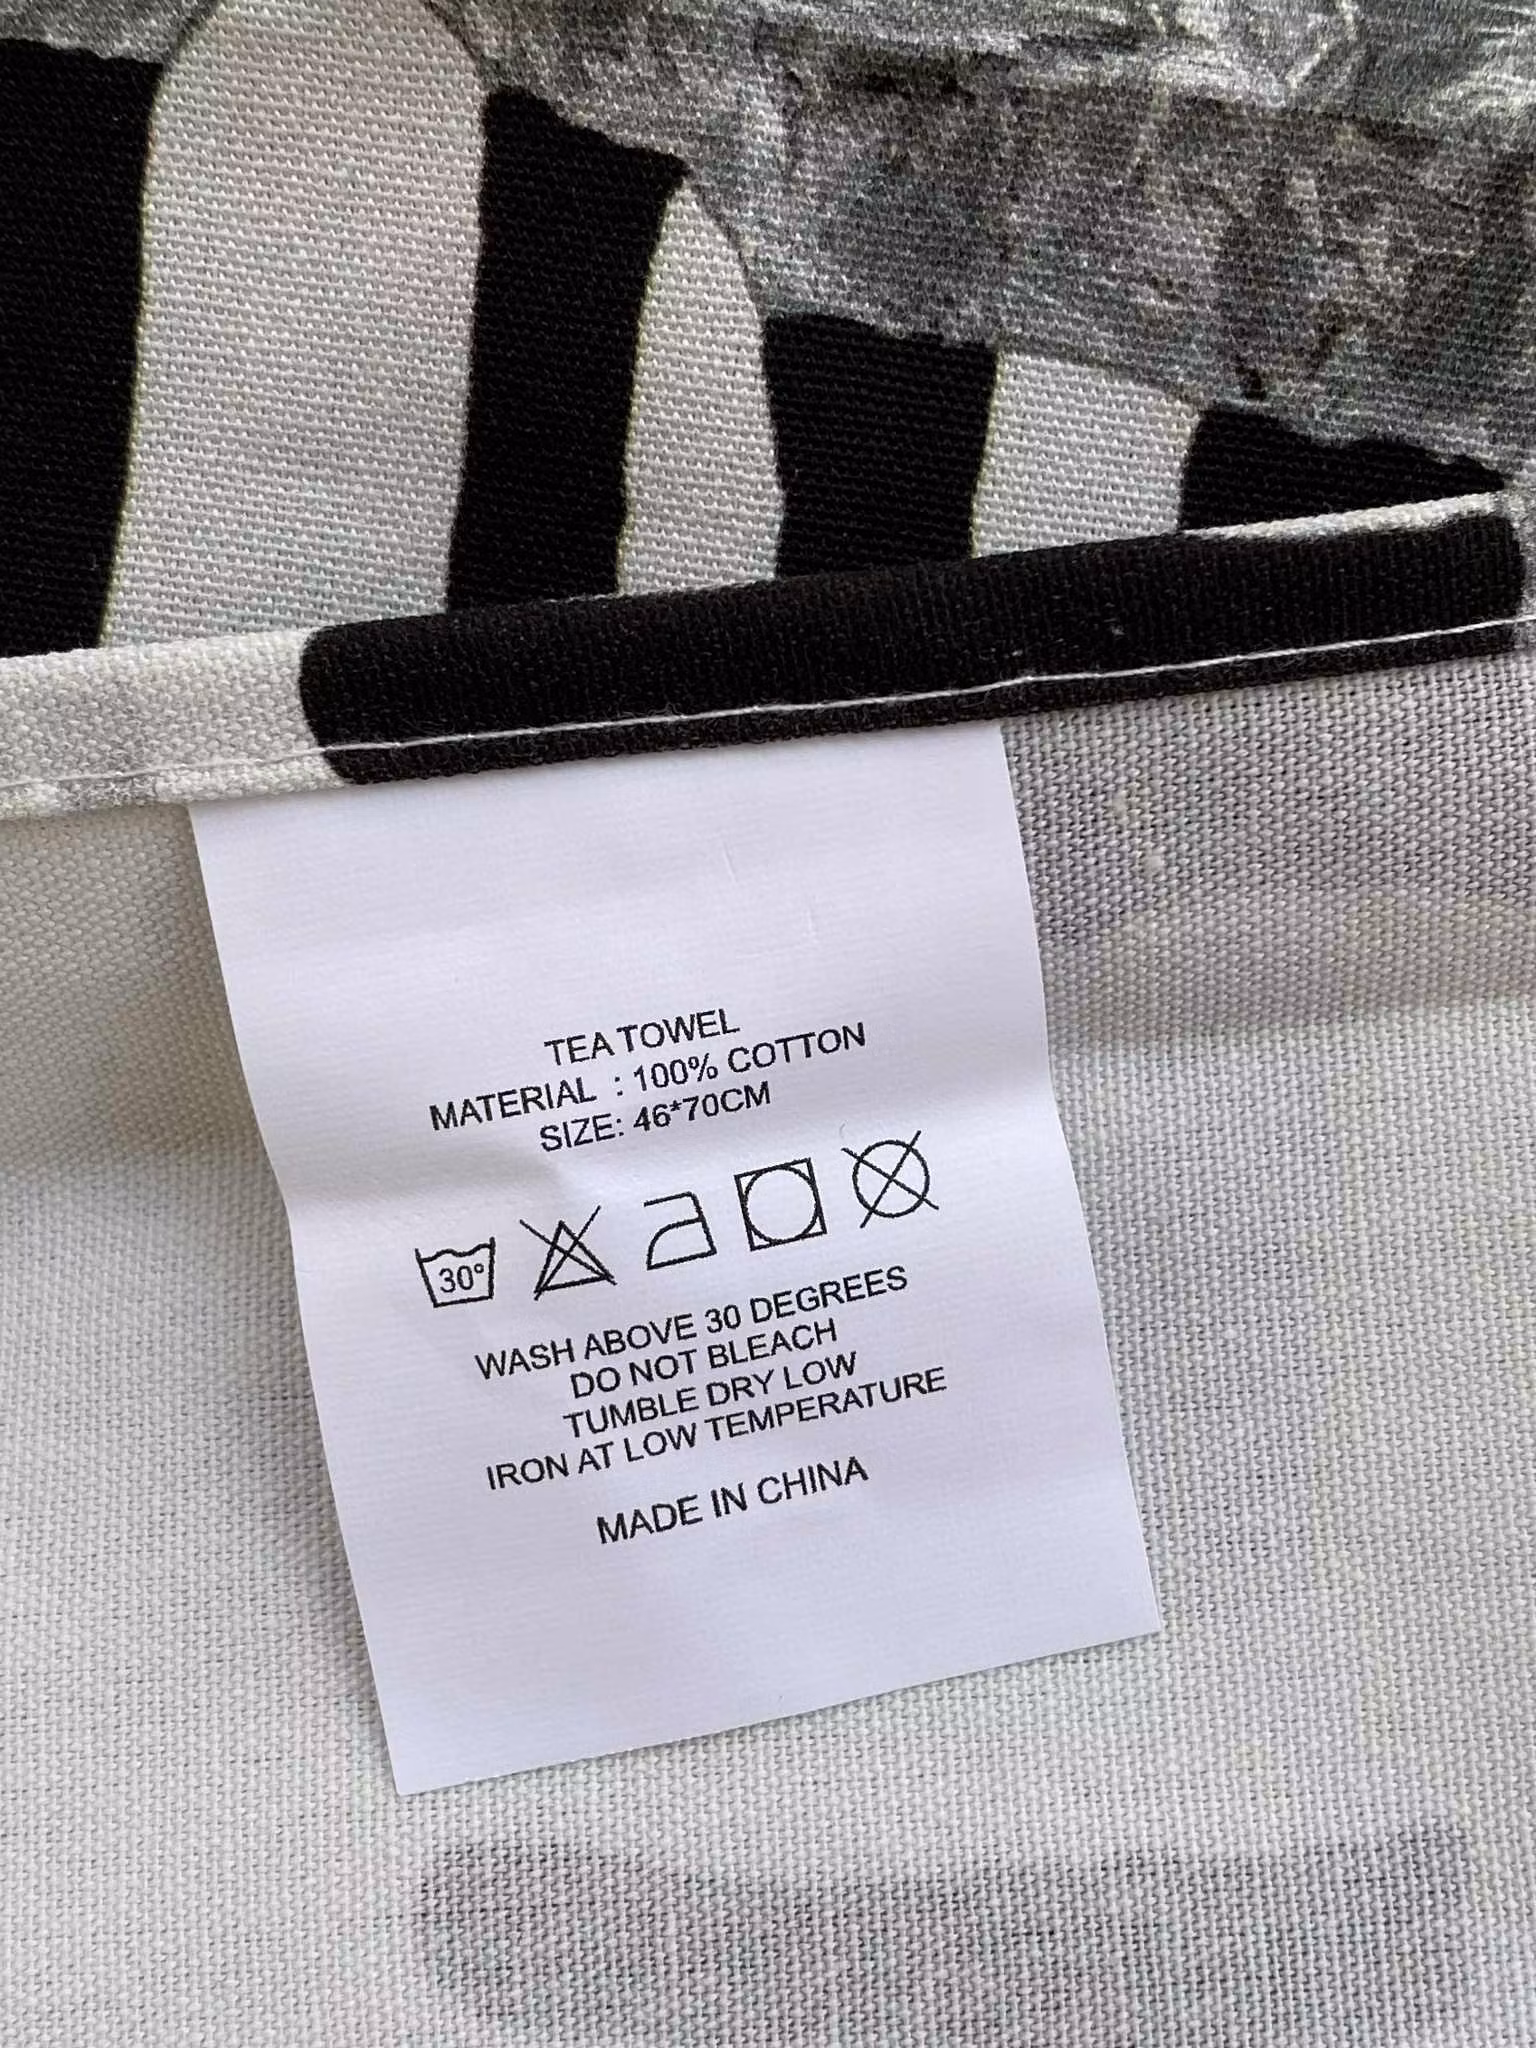 TEA TOWEL
MATERIAL : 100% COTTON
SIZE: 46*70CM
30°
WASH ABOVE 30 DEGREES
DO NOT BLEACH
TUMBLE DRY LOW
IRON AT LOW TEMPERATURE
MADE IN CHINA